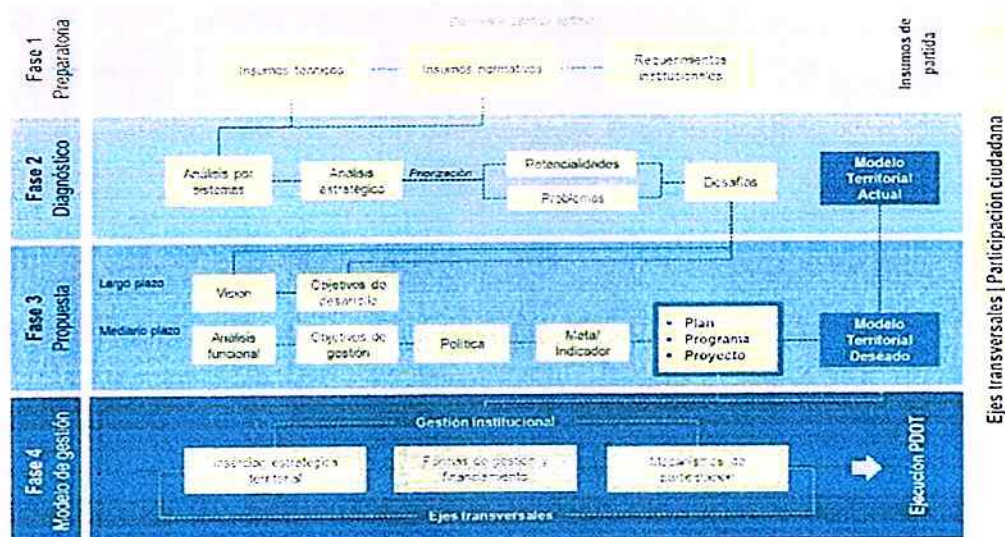 Fase 1
Preparatoria
Insumos técnicos
Insumos normativos
Requerimientos
institucionales
Insumos de
partida
Fase 2
Diagnóstico
Análisis por
sistemas
Análisis
estratégico
Priorización
Potencialidades
Problemas
Desafíos
Modelo
Territorial
Actual
Fase 3
Propuesta
Largo plazo
Visión
Objetivos de
desarrollo
Mediano plazo
Análisis
funcional
Objetivos de
gestión
Política
Meta/
Indicador
• Plan
• Programa
• Proyecto
Modelo
Territorial
Deseado
Fase 4
Modelo de gestión
Gestión Institucional
Inserción estratégica
territorial
Formas de gestión y
financiamiento
Mecanismos de
participación
Ejes transversales
Ejecución PDOT
Ejes transversales | Participación ciudadana